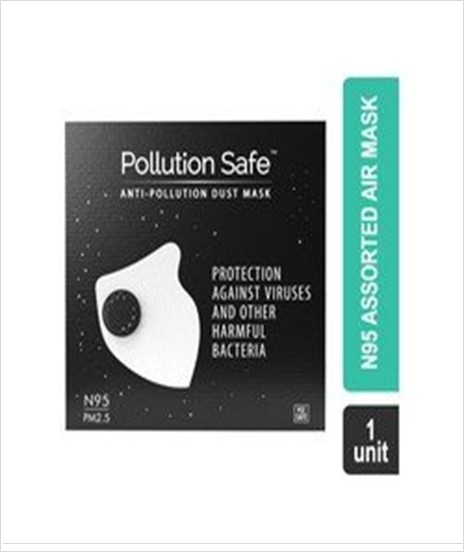 Pollution Safe™
ANTI-POLLUTION DUST MASK
PROTECTION
AGAINST VIRUSES
AND OTHER
HARMFUL
BACTERIA
N95
PM2.5
N95 ASSORTED AIR MASK
1
unit